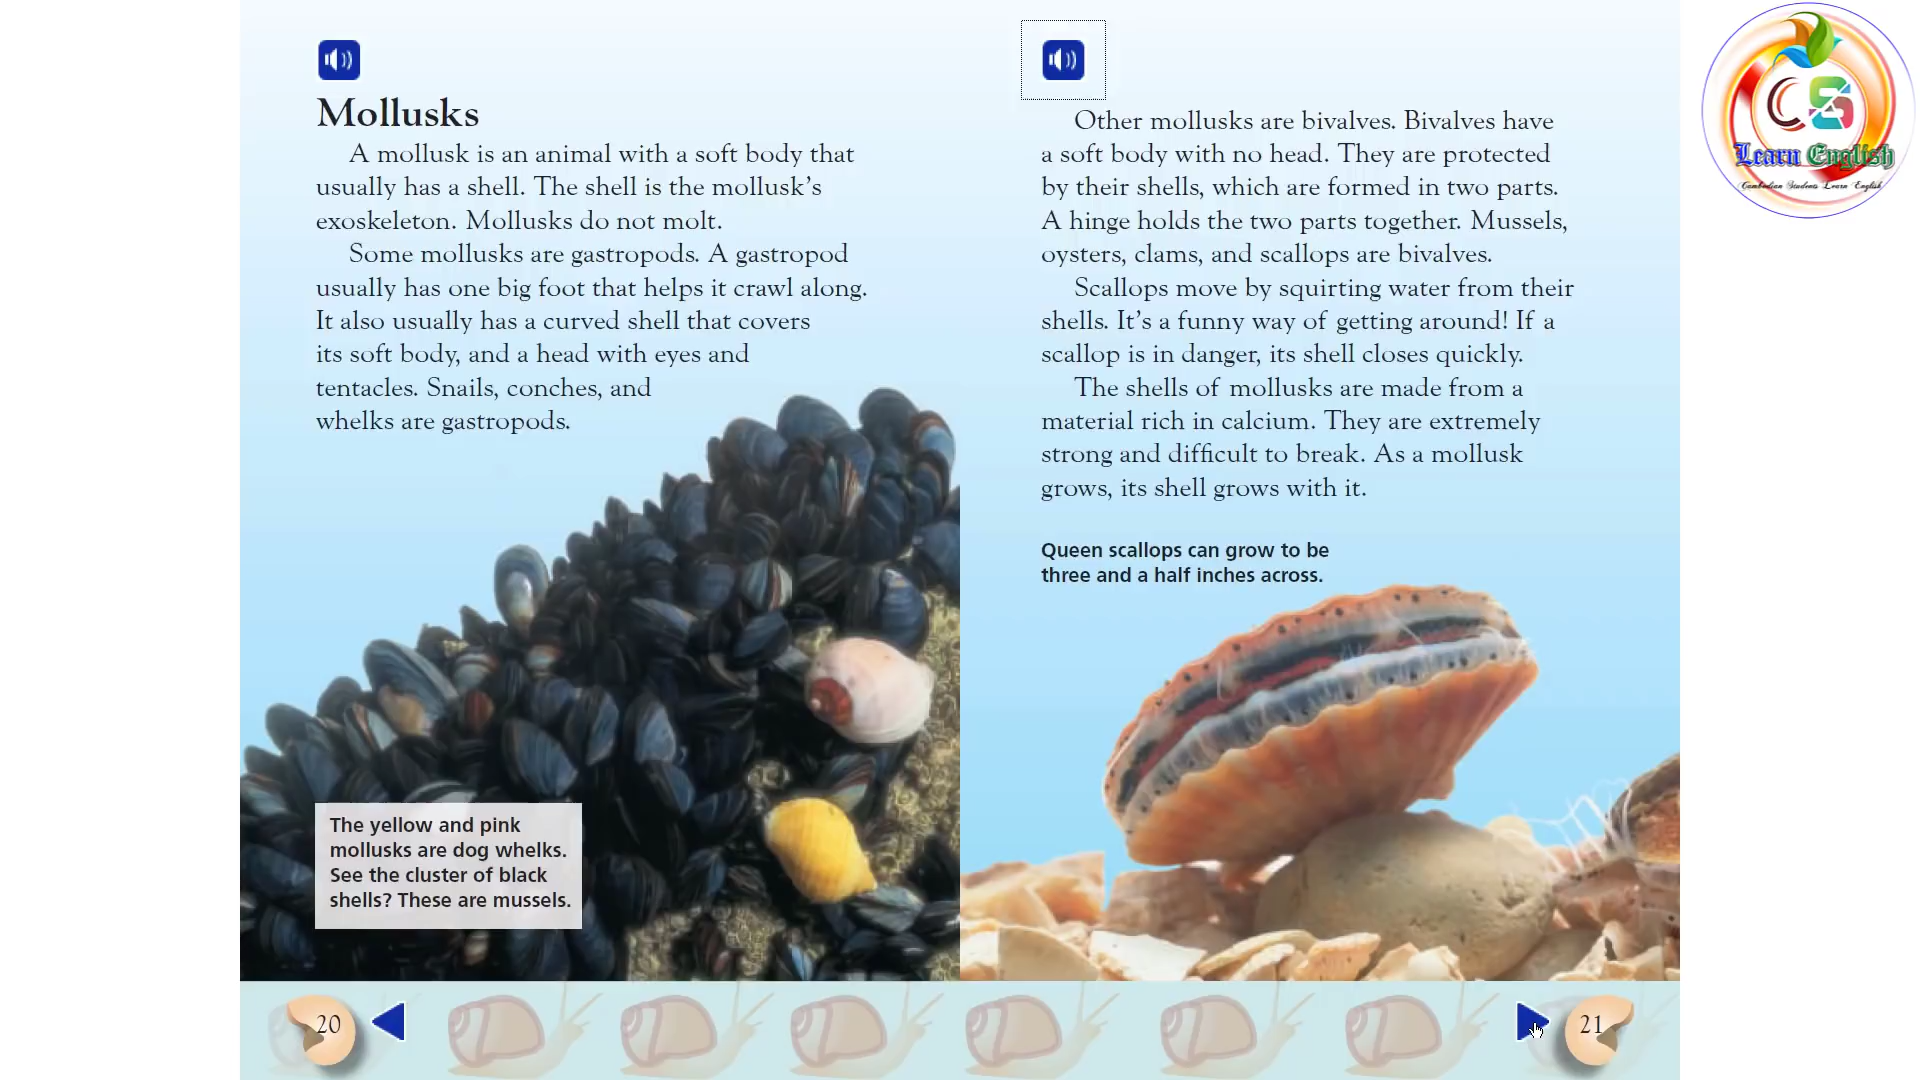 Mollusks
A mollusk is an animal with a soft body that
usually has a shell. The shell is the mollusk's
exoskeleton. Mollusks do not molt.
Some mollusks are gastropods. A gastropod
usually has one big foot that helps it crawl along.
It also usually has a curved shell that covers
its soft body, and a head with eyes and
tentacles. Snails, conches, and
whelks are gastropods.
The yellow and pink
mollusks are dog whelks.
See the cluster of black
shells? These are mussels.
20
Other mollusks are bivalves. Bivalves have
a soft body with no head. They are protected
by their shells, which are formed in two parts.
A hinge holds the two parts together. Mussels,
oysters, clams, and scallops are bivalves.
Scallops move by squirting water from their
shells. It's a funny way of getting around! If a
scallop is in danger, its shell closes quickly.
The shells of mollusks are made from a
material rich in calcium. They are extremely
strong and difficult to break. As a mollusk
grows, its shell grows with it.
Queen scallops can grow to be
three and a half inches across.
21
CS
Learn English
Cambodian Students Learn English